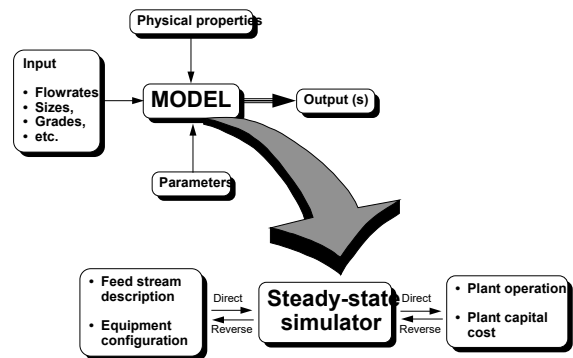 Physical properties
Input
• Flowrates
• Sizes,
• Grades,
• etc.
MODEL
Output (s)
Parameters
• Feed stream
description
• Equipment
configuration
Direct
Reverse
Steady-state
simulator
Direct
Reverse
• Plant operation
• Plant capital
cost